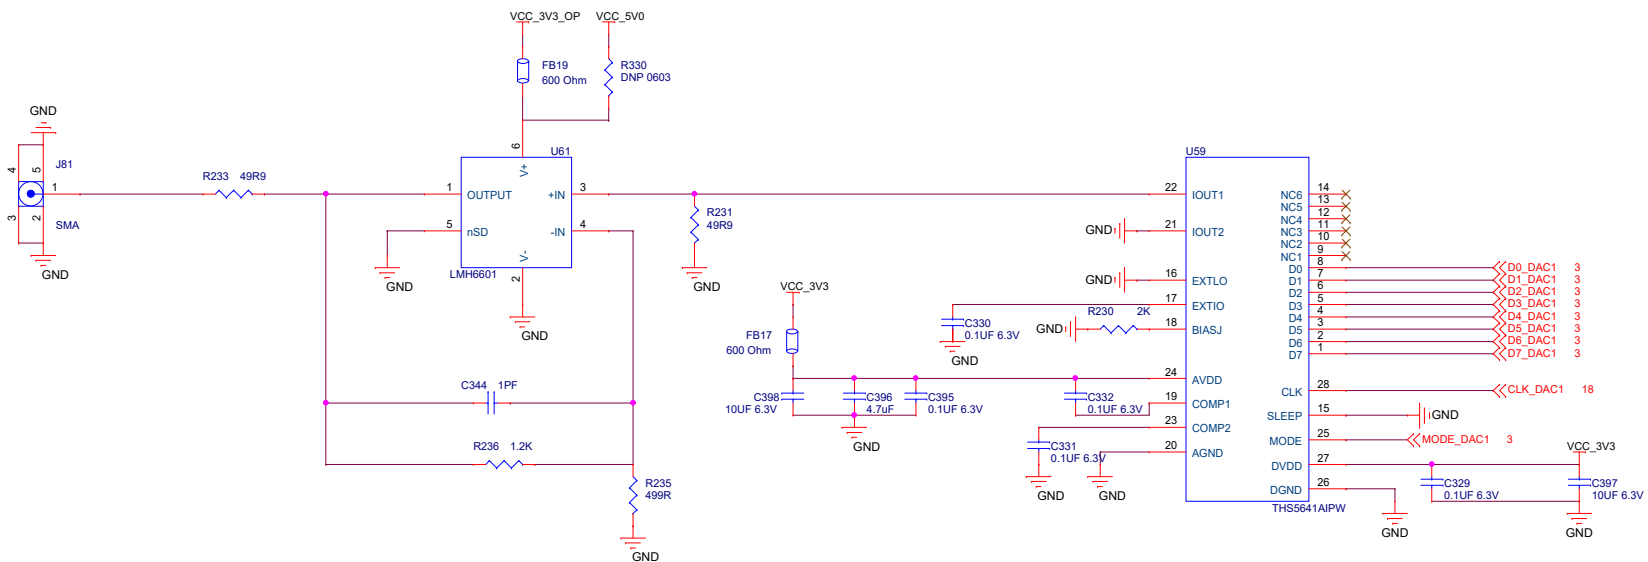 VCC_3V3_OP
VCC_5V0
FB19
600 Ohm
R330
DNP 0603
GND
4
5
J81
1
3
2
SMA
GND
R233 49R9
6
U61
V+
1
OUTPUT
+IN
3
5
nSD
-IN
4
V-
LMH6601
2
GND
GND
R231
49R9
GND
C344 1PF
R236 1.2K
R235
499R
GND
VCC_3V3
FB17
600 Ohm
C398
10UF 6.3V
C396
4.7uF
C395
0.1UF 6.3V
GND
C332
0.1UF 6.3V
C330
0.1UF 6.3V
GND
R230 2K
GND
GND
GND
C331
0.1UF 6.3V
GND
GND
U59
22 IOUT1
21 IOUT2
16 EXTLO
17 EXTIO
18 BIASJ
24 AVDD
19 COMP1
23 COMP2
20 AGND
NC6 14
NC5 13
NC4 12
NC3 11
NC2 10
NC1 9
D0 8
D1 7
D2 6
D3 5
D4 4
D5 3
D6 2
D7 1
CLK 28
SLEEP 15
MODE 25
DVDD 27
DGND 26
THS5641AIPW
D0_DAC1 3
D1_DAC1 3
D2_DAC1 3
D3_DAC1 3
D4_DAC1 3
D5_DAC1 3
D6_DAC1 3
D7_DAC1 3
CLK_DAC1 18
GND
MODE_DAC1 3
VCC_3V3
C329
0.1UF 6.3V
C397
10UF 6.3V
GND
GND